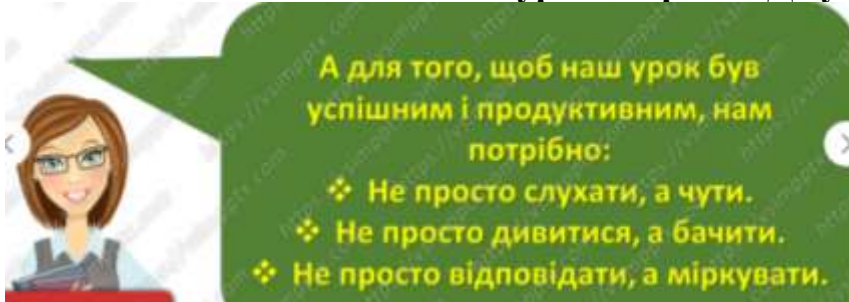 А для того, щоб наш урок був
успішним і продуктивним, нам
потрібно:
❖ Не просто слухати, а чути.
❖ Не просто дивитися, а бачити.
❖ Не просто відповідати, а міркувати.